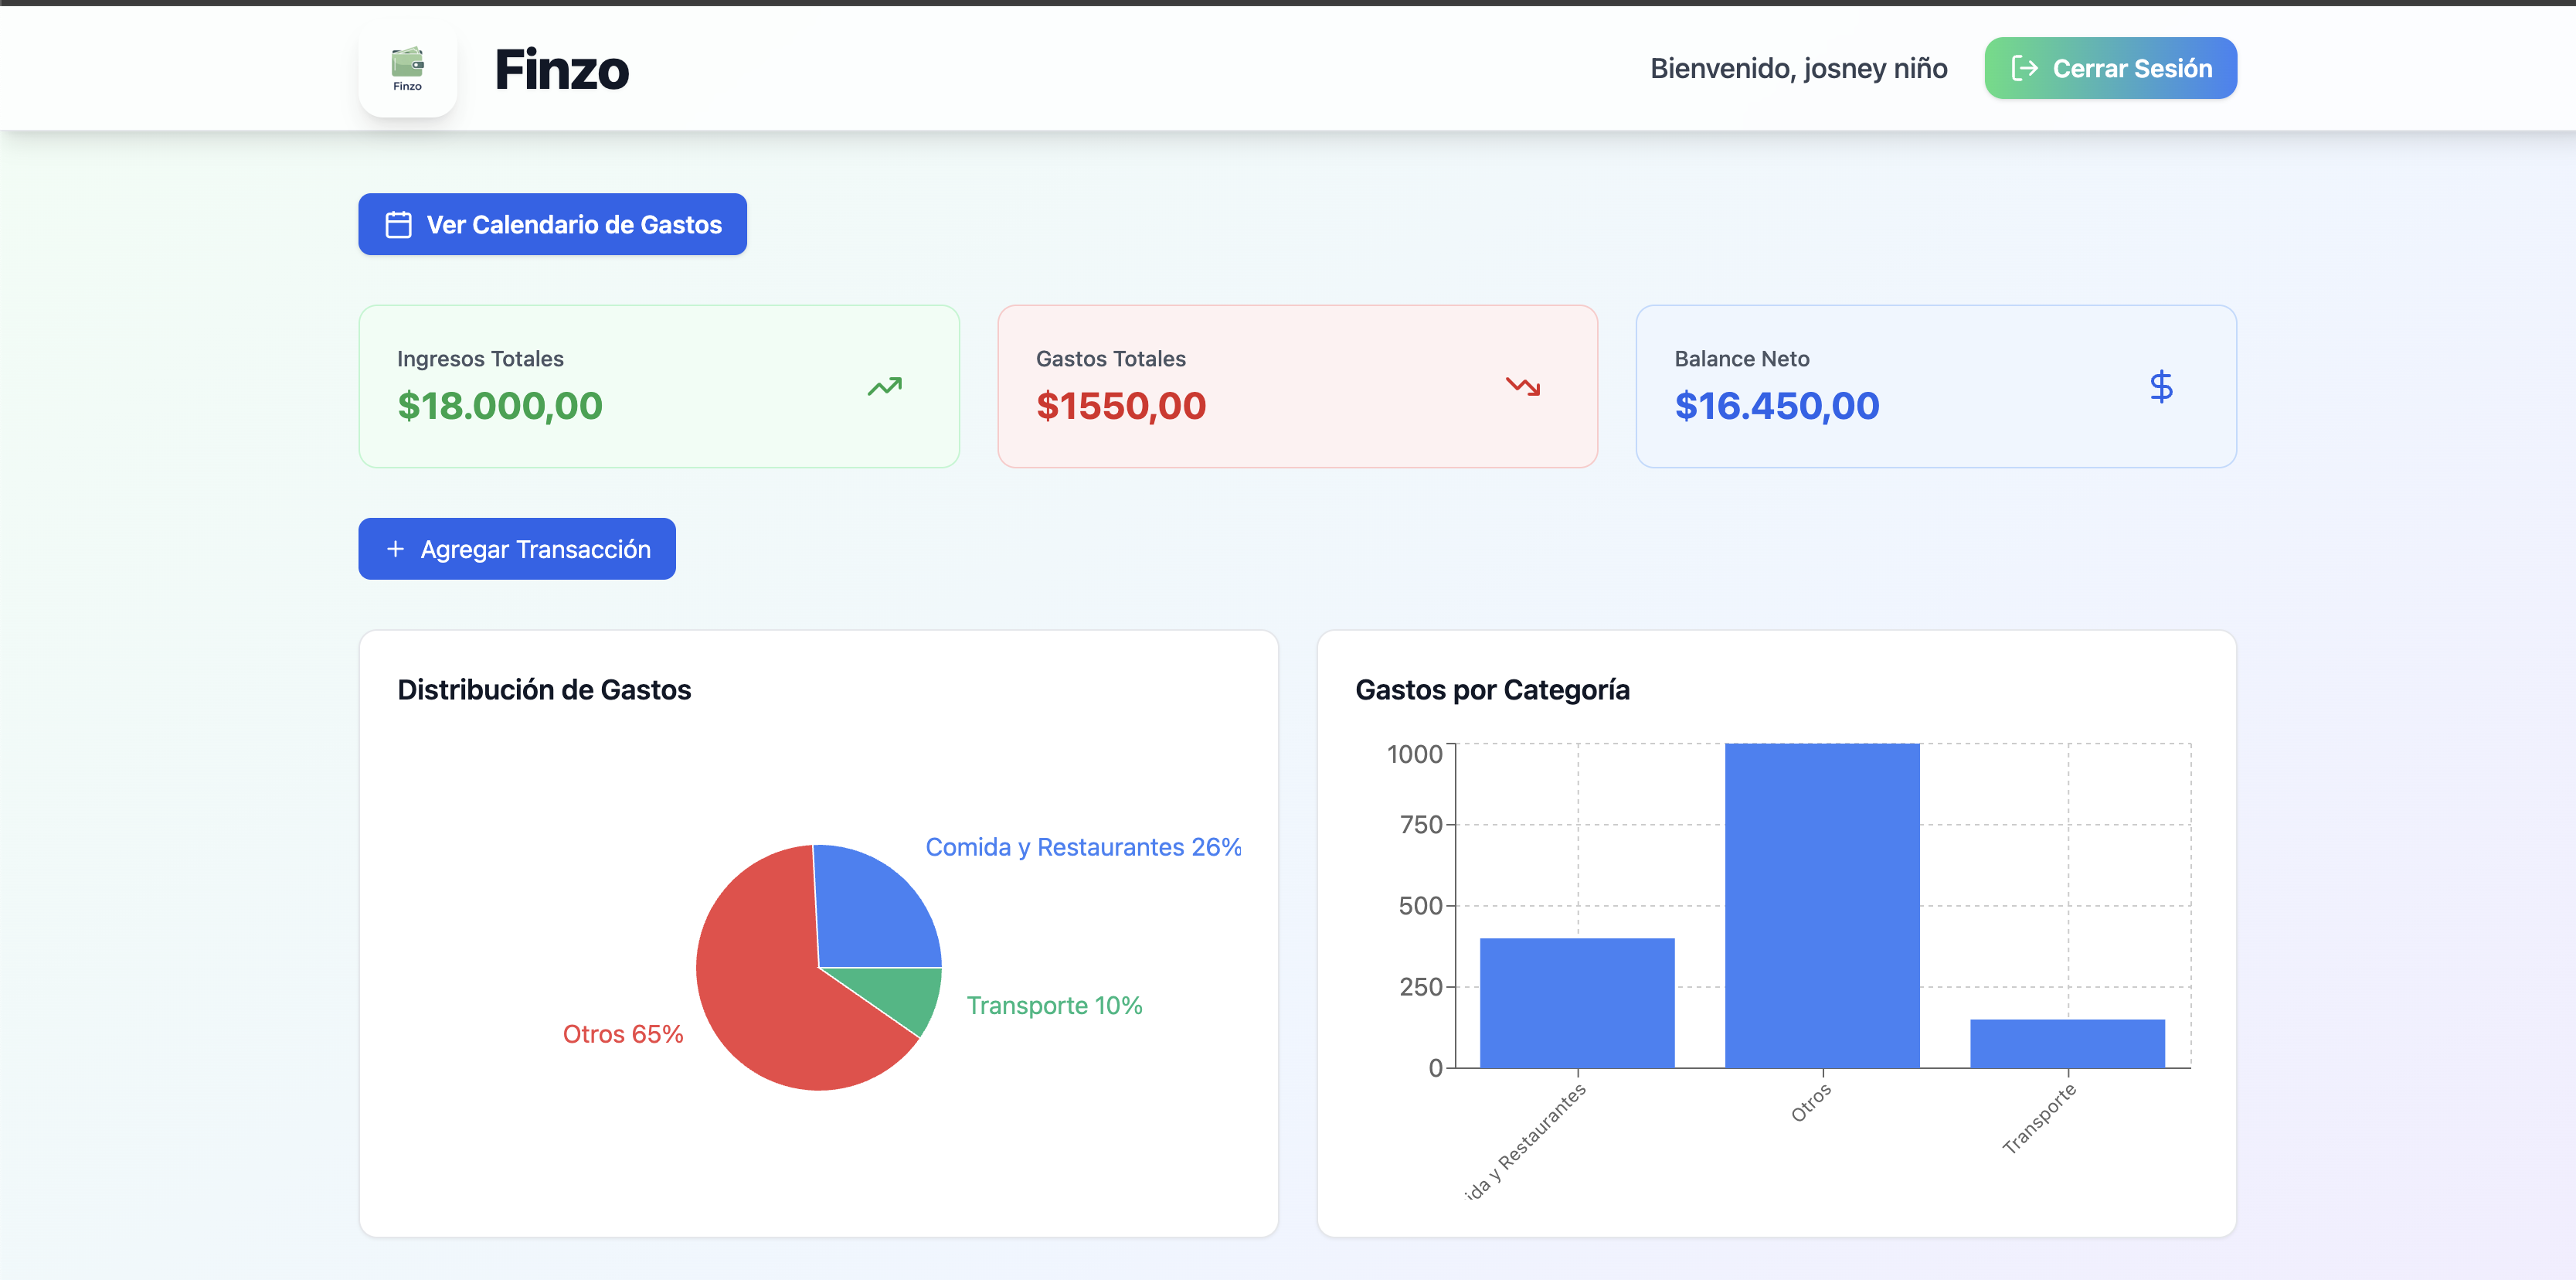 Finzo
Finzo
Bienvenido, josney niño
Cerrar Sesión
Ver Calendario de Gastos
Ingresos Totales
$18.000,00
Gastos Totales
$1550,00
Balance Neto
$16.450,00
Agregar Transacción
Distribución de Gastos
Comida y Restaurantes 26%
Transporte 10%
Otros 65%
Gastos por Categoría
1000
750
500
250
0
ida y Restaurantes
Otros
Transporte